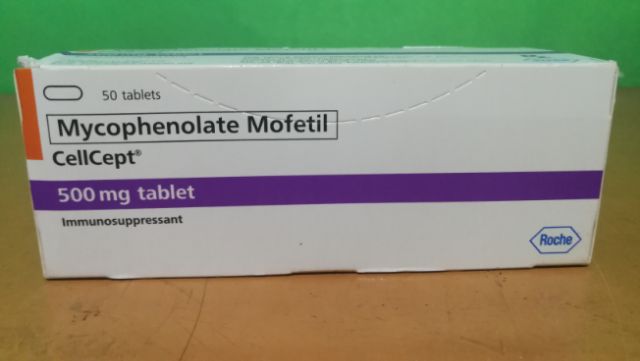 50 tablets
Mycophenolate Mofetil
CellCept®
500 mg tablet
Immunosuppressant
Roche